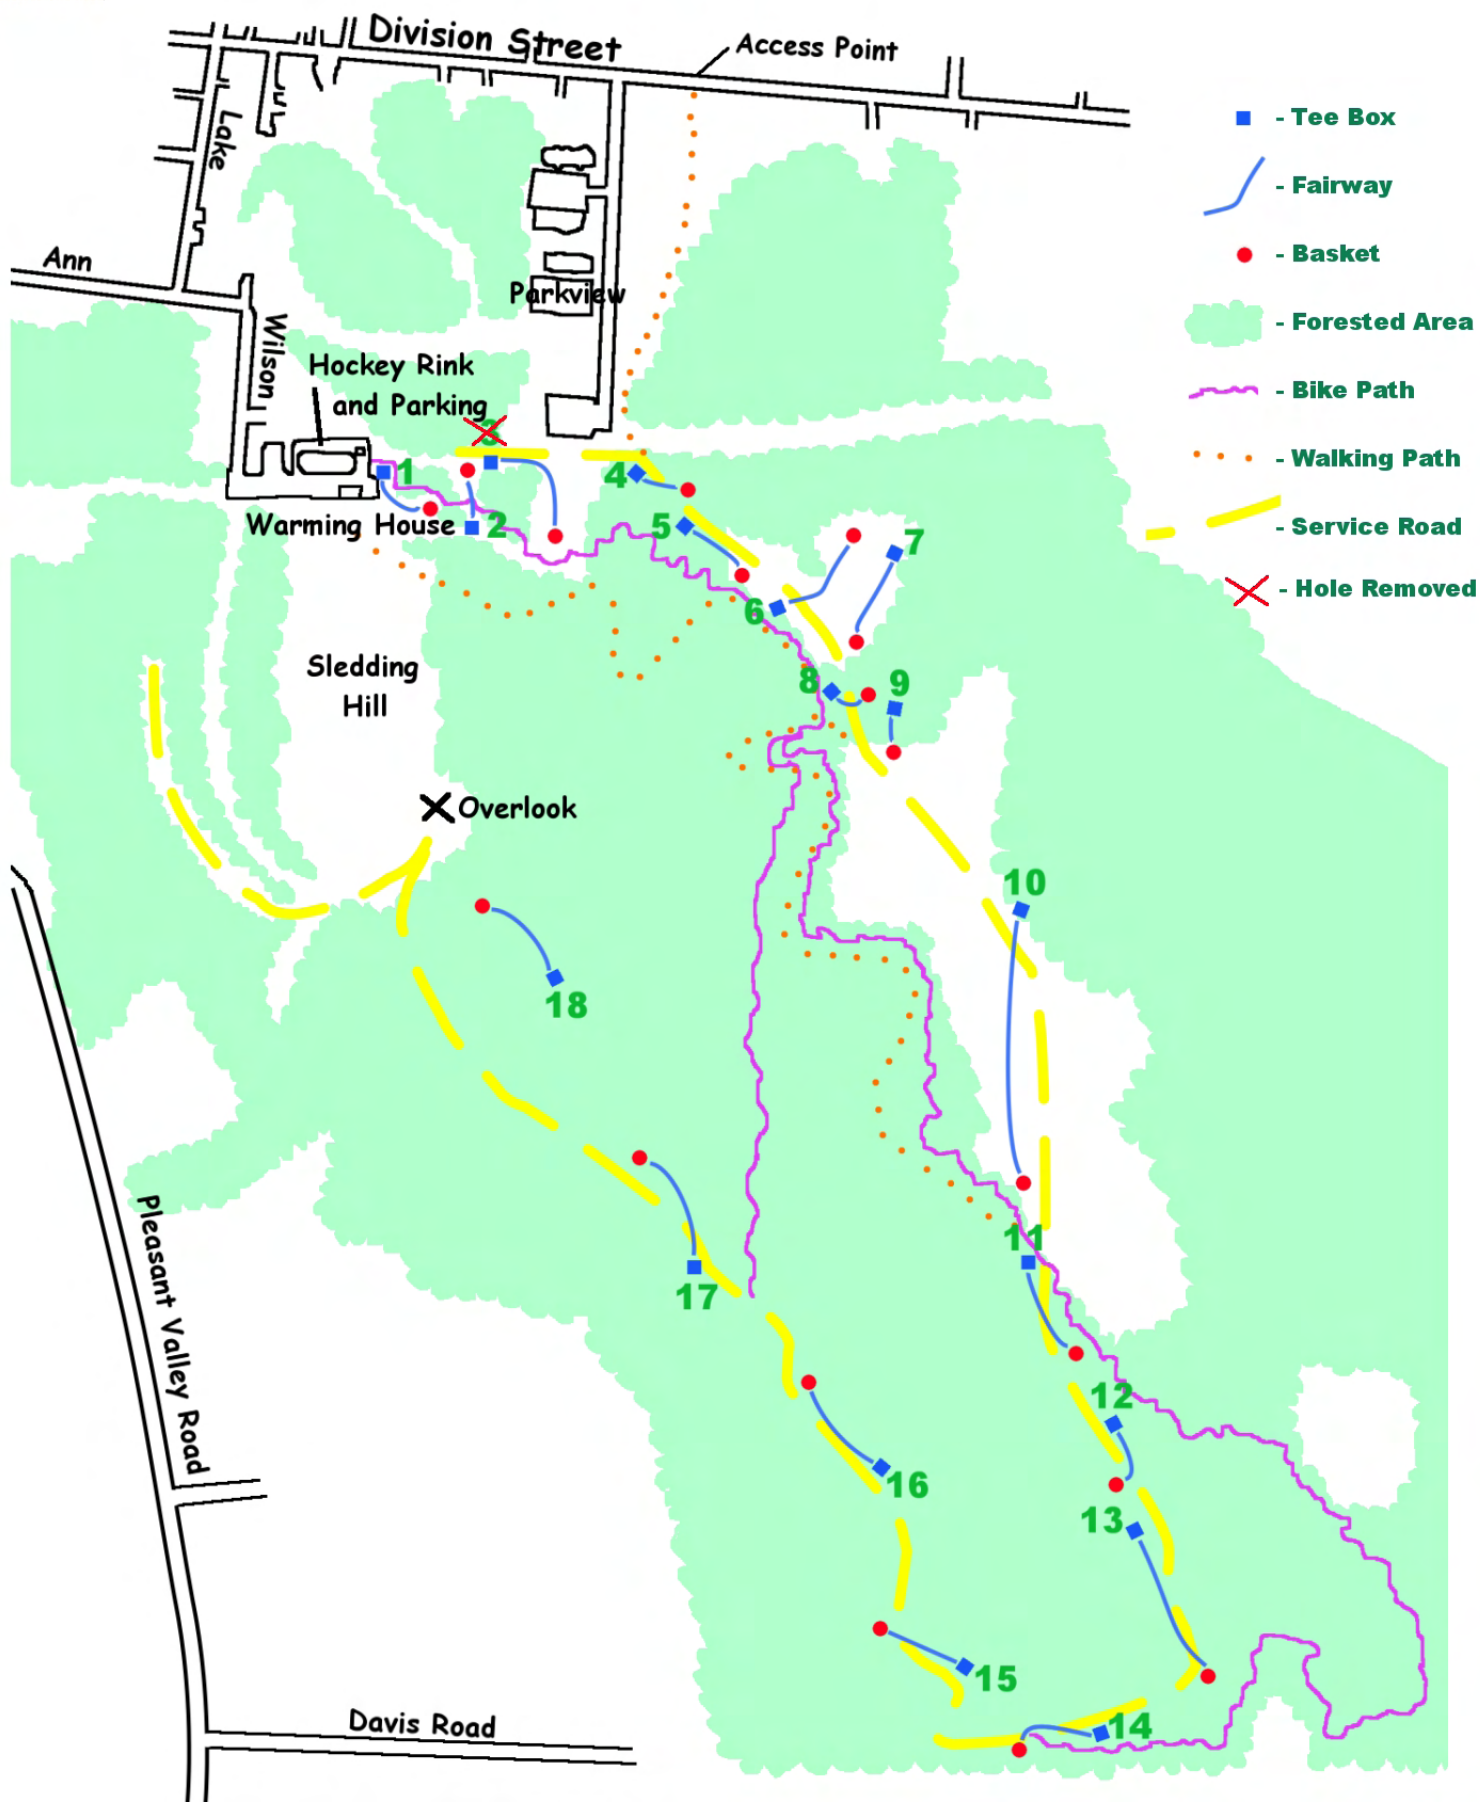 Division Street
Access Point
Lake
Ann
Parkview
Wilson
Hockey Rink
and Parking
Warming House
Sledding
Hill
Overlook
Pleasant Valley Road
Davis Road
1
2
3
4
5
6
7
8
9
10
11
12
13
14
15
16
17
18
- Tee Box
- Fairway
- Basket
- Forested Area
- Bike Path
- Walking Path
- Service Road
- Hole Removed